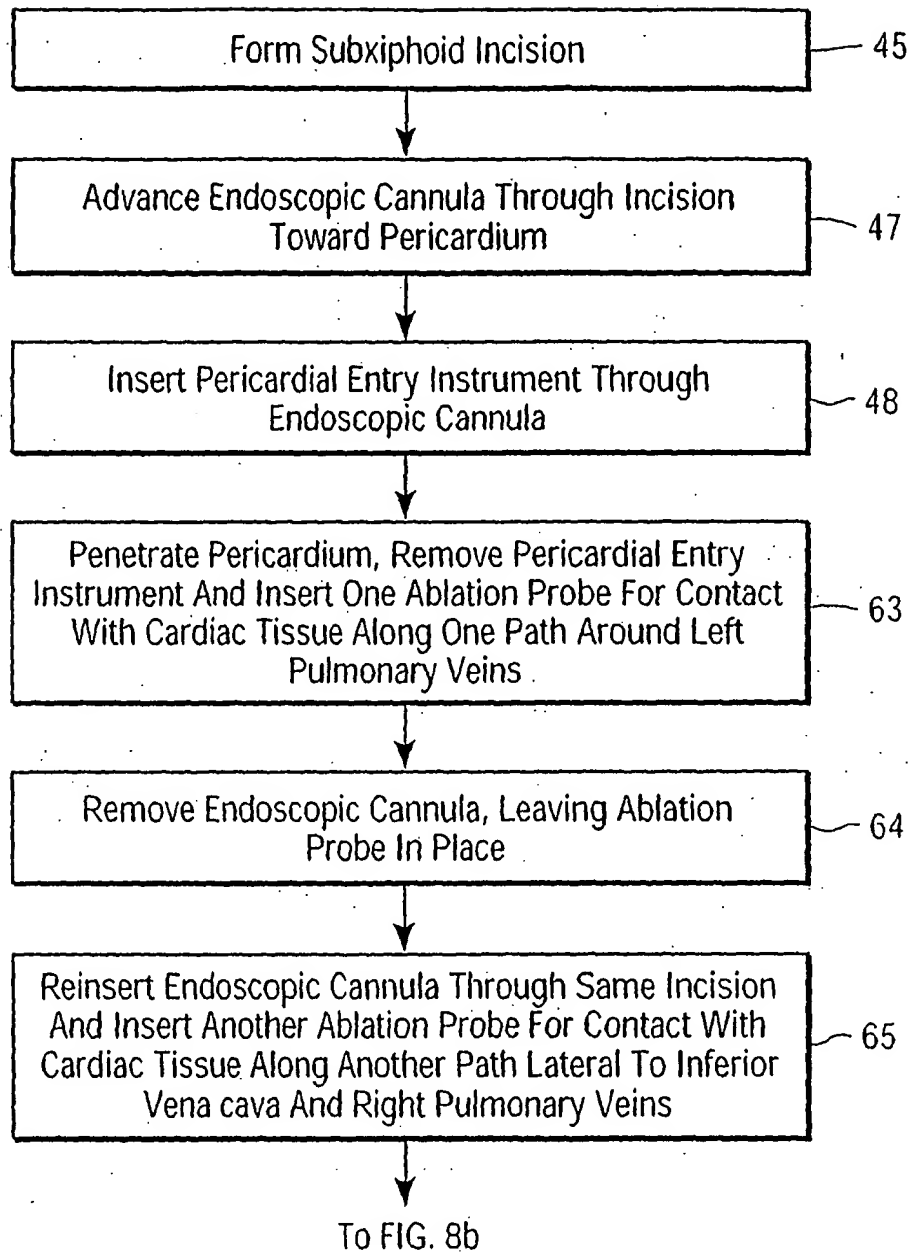 Form Subxiphoid Incision
45
Advance Endoscopic Cannula Through Incision
Toward Pericardium
47
Insert Pericardial Entry Instrument Through
Endoscopic Cannula
48
Penetrate Pericardium, Remove Pericardial Entry
Instrument And Insert One Ablation Probe For Contact
With Cardiac Tissue Along One Path Around Left
Pulmonary Veins
63
Remove Endoscopic Cannula, Leaving Ablation
Probe In Place
64
Reinsert Endoscopic Cannula Through Same Incision
And Insert Another Ablation Probe For Contact With
Cardiac Tissue Along Another Path Lateral To Inferior
Vena cava And Right Pulmonary Veins
65
To FIG. 8b